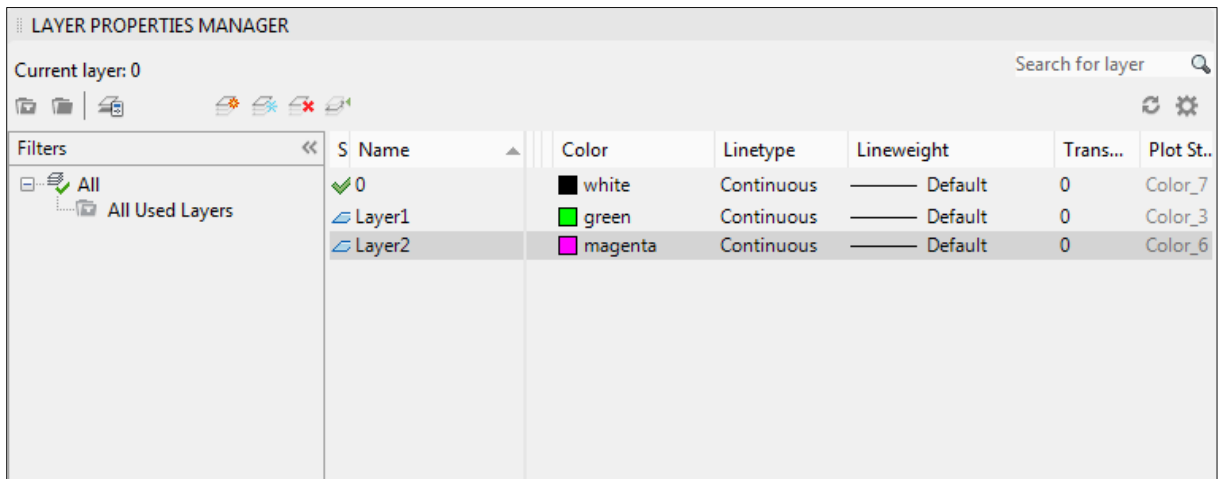 LAYER PROPERTIES MANAGER
Current layer: 0
Search for layer
Filters
S Name Color Linetype Lineweight Trans... Plot St..
All
All Used Layers
0 white Continuous Default 0 Color_7
Layer1 green Continuous Default 0 Color_3
Layer2 magenta Continuous Default 0 Color_6